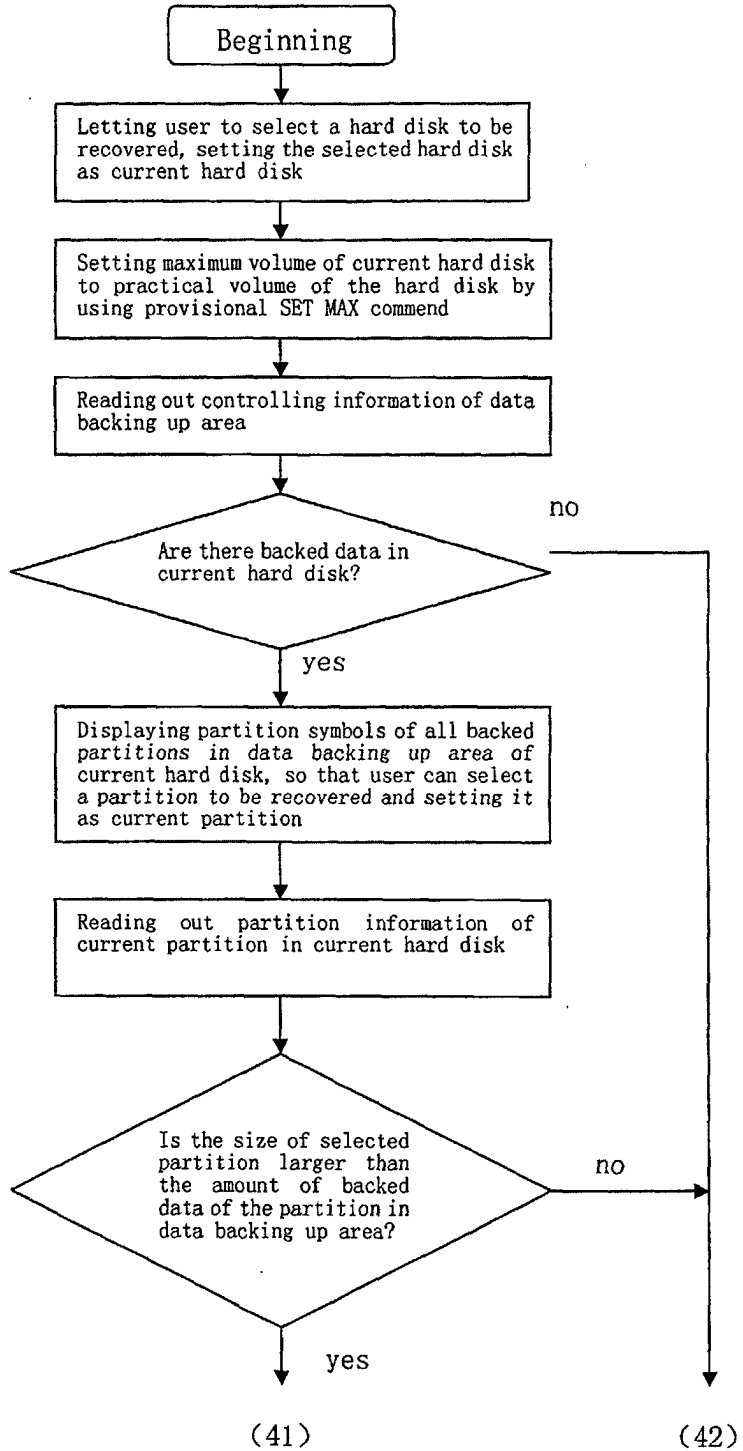 Beginning
Letting user to select a hard disk to be
recovered, setting the selected hard disk
as current hard disk
Setting maximum volume of current hard disk
to practical volume of the hard disk by
using provisional SET MAX commend
Reading out controlling information of data
backing up area
no
Are there backed data in
current hard disk?
yes
Displaying partition symbols of all backed
partitions in data backing up area of
current hard disk, so that user can select
a partition to be recovered and setting it
as current partition
Reading out partition information of
current partition in current hard disk
Is the size of selected
partition larger than
the amount of backed
data of the partition in
data backing up area?
no
yes
(41)
(42)